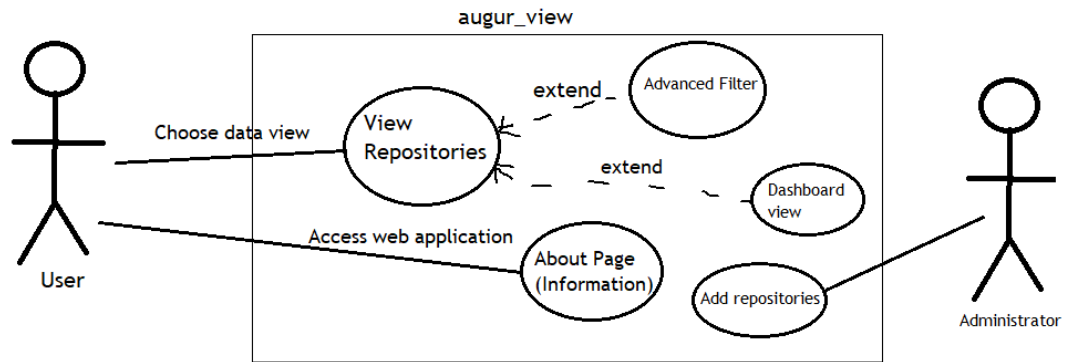 augur_view
extend
Advanced Filter
Choose data view
View
Repositories
extend
Dashboard
view
Access web application
About Page
(Information)
User
Add repositories
Administrator